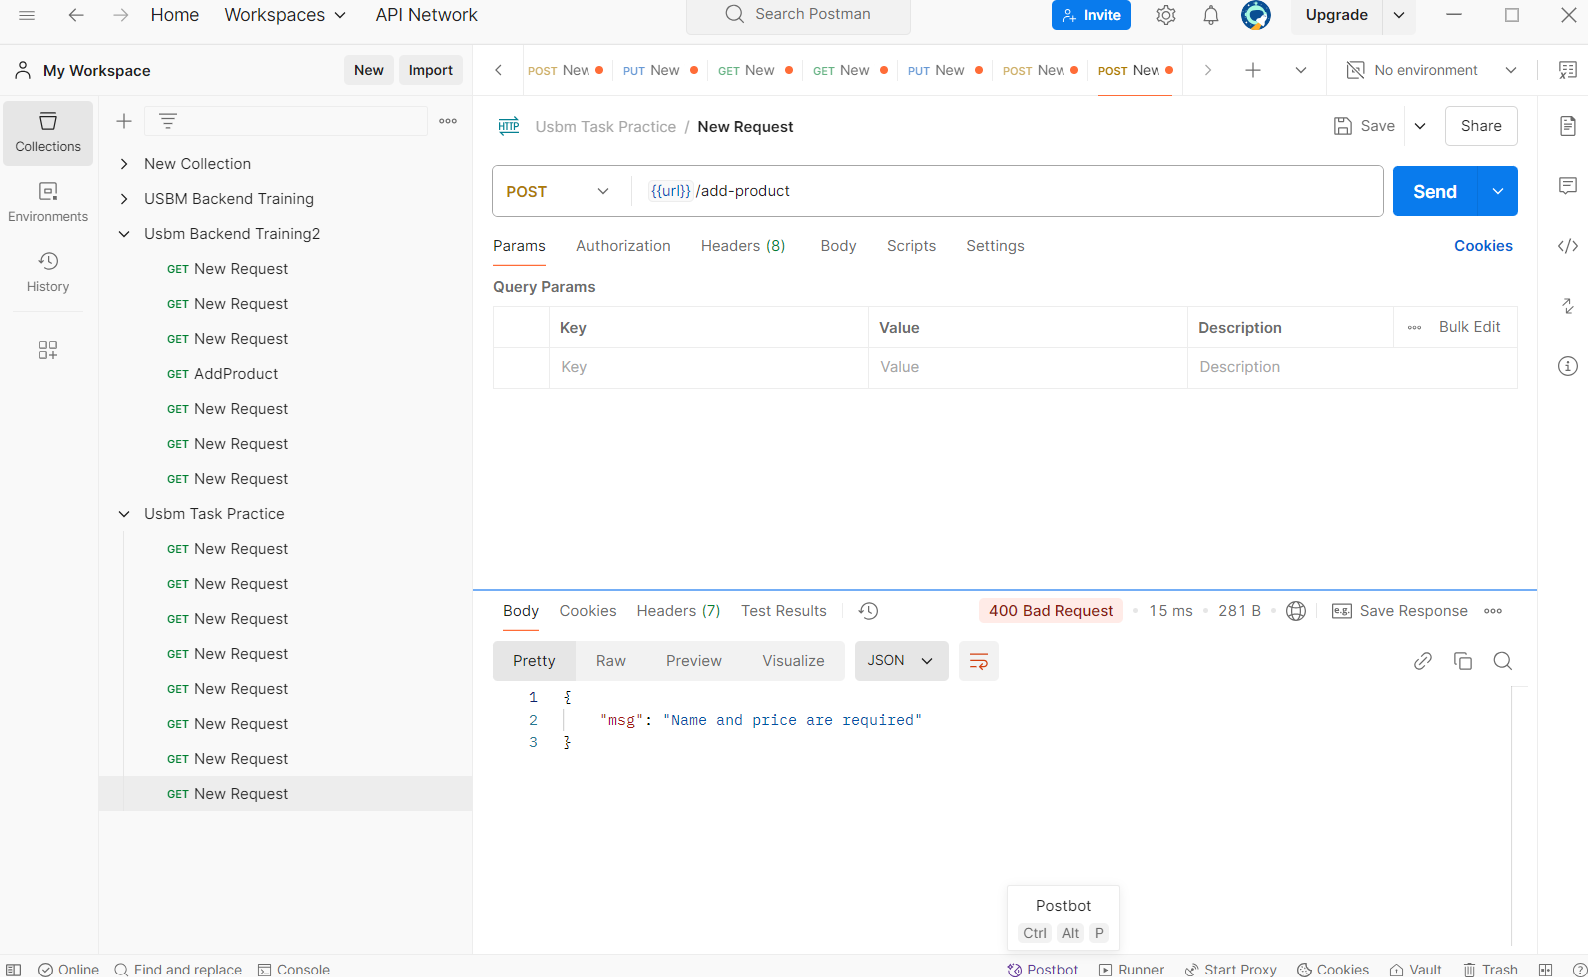 Home Workspaces API Network Search Postman Invite Upgrade
My Workspace New Import POST New PUT New GET New GET New PUT New POST New POST New No environment
Collections
Environments
History
New Collection
USBM Backend Training
Usbm Backend Training2
GET New Request
GET New Request
GET New Request
GET AddProduct
GET New Request
GET New Request
GET New Request
Usbm Task Practice
GET New Request
GET New Request
GET New Request
GET New Request
GET New Request
GET New Request
GET New Request
GET New Request
HTTP Usbm Task Practice / New Request Save Share
POST {{url}} /add-product Send
Params Authorization Headers (8) Body Scripts Settings Cookies
Query Params
Key Value Description Bulk Edit
Key Value Description
Body Cookies Headers (7) Test Results 400 Bad Request 15 ms 281 B e.g. Save Response
Pretty Raw Preview Visualize JSON
1 {
2 "msg": "Name and price are required"
3 }
Postbot
Ctrl Alt P
Online Find and replace Console Postbot Runner Start Proxy Cookies Vault Trash